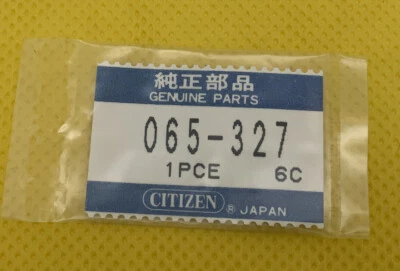 純正部品
GENUINE PARTS
065-327
1PCE 6C
CITIZEN ® JAPAN